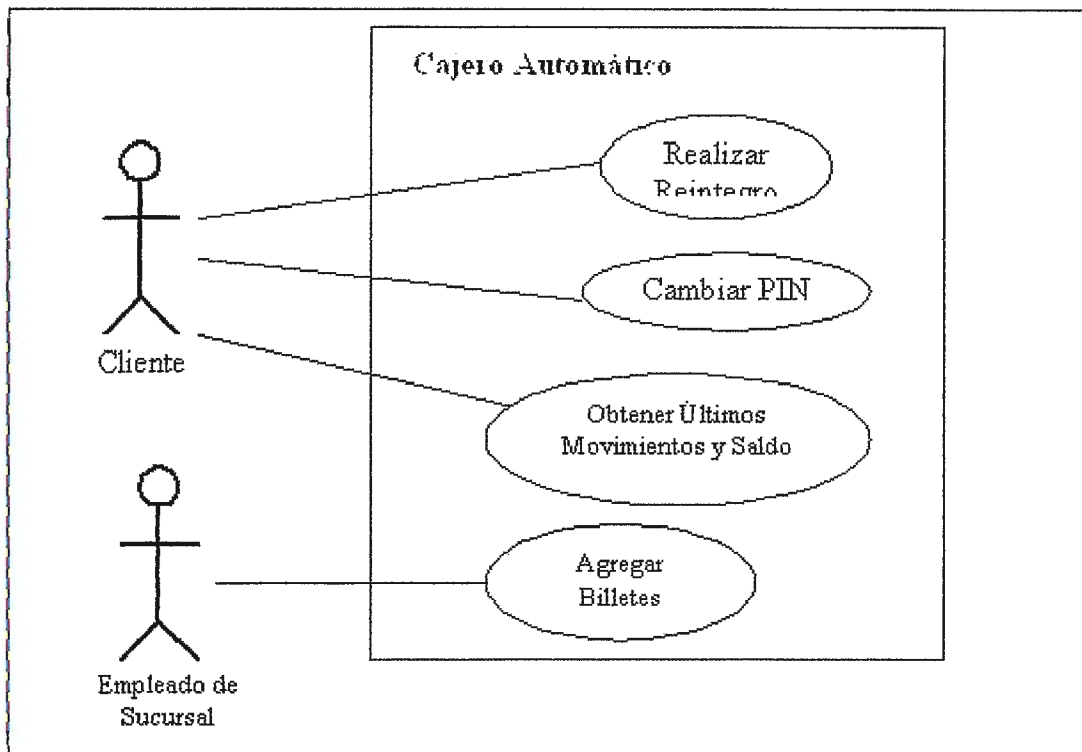 Cajero Automático
Realizar
Reintegro
Cambiar PIN
Cliente
Obtener Últimos
Movimientos y Saldo
Agregar
Billetes
Empleado de
Sucursal